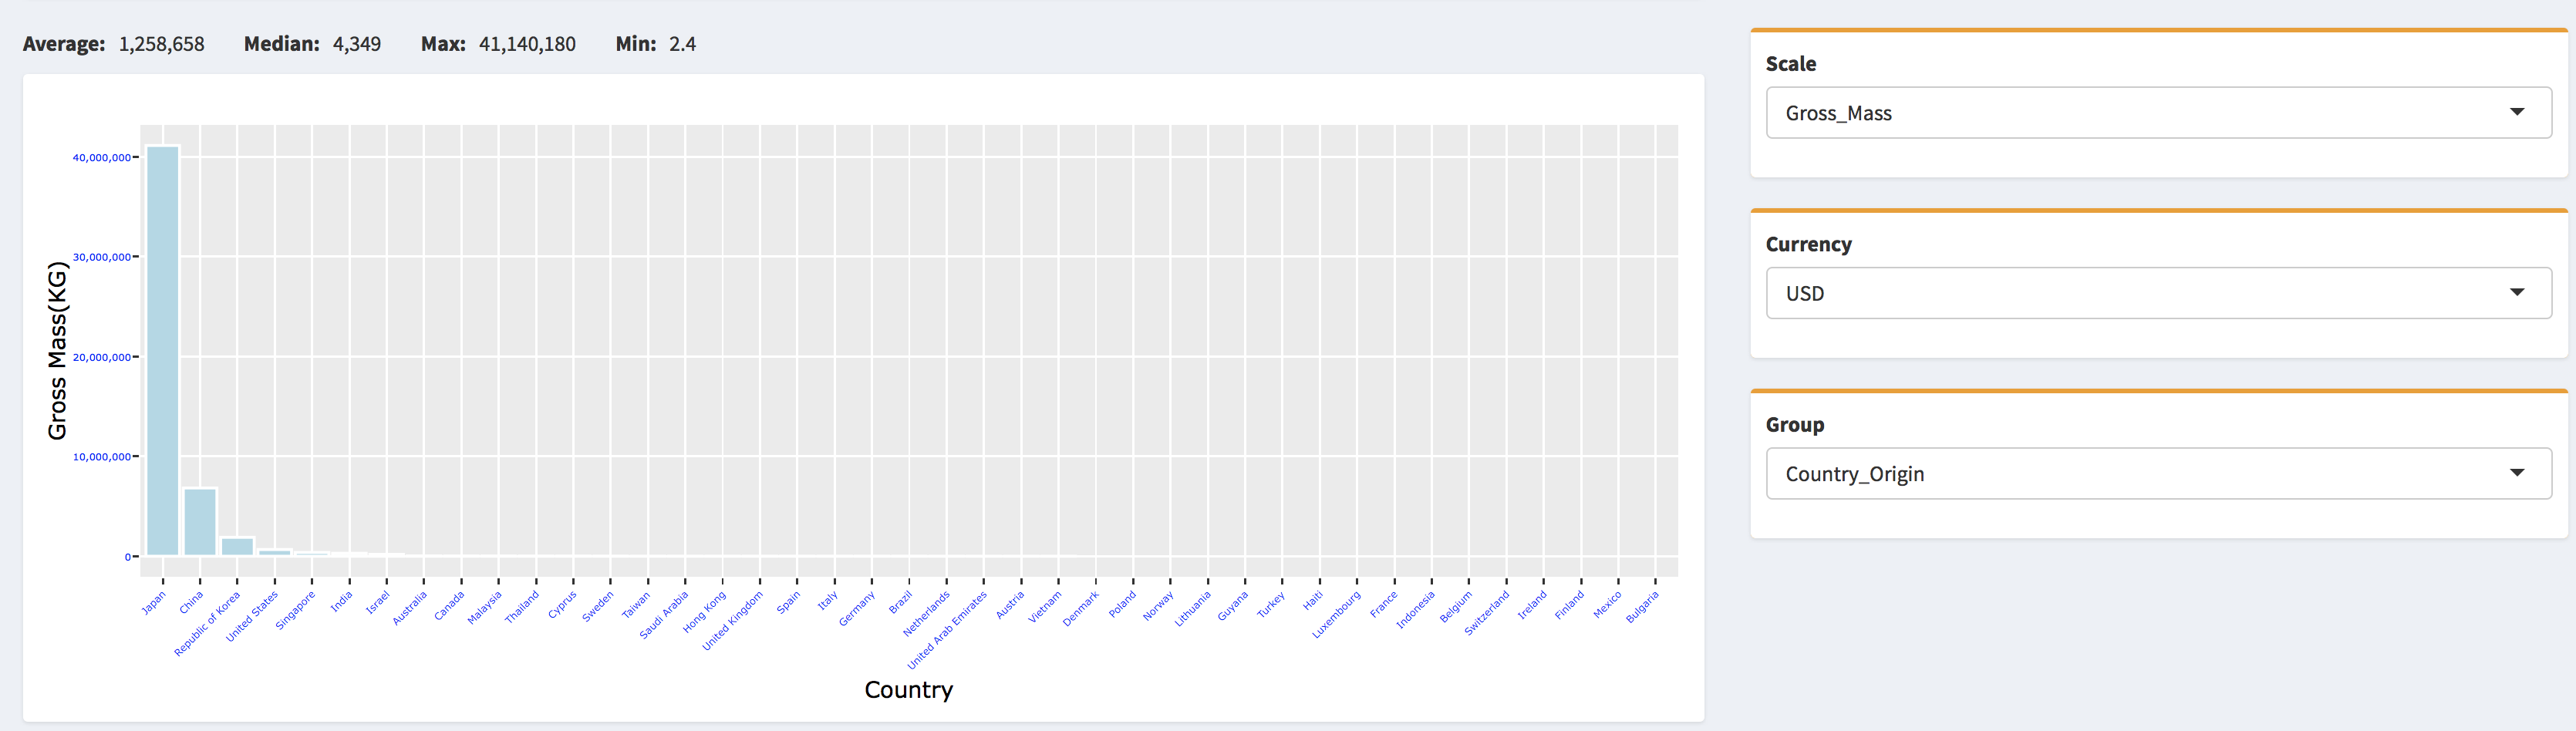 Average: 1,258,658 Median: 4,349 Max: 41,140,180 Min: 2.4
Gross Mass(KG)
40,000,000
30,000,000
20,000,000
10,000,000
0
Japan
China
Republic of Korea
United States
Singapore
India
Israel
Australia
Canada
Malaysia
Thailand
Cyprus
Sweden
Taiwan
Saudi Arabia
Hong Kong
United Kingdom
Spain
Italy
Germany
Brazil
Netherlands
United Arab Emirates
Austria
Vietnam
Denmark
Poland
Norway
Lithuania
Guyana
Turkey
Haiti
Luxembourg
France
Indonesia
Belgium
Switzerland
Ireland
Finland
Mexico
Bulgaria
Country
Scale
Gross_Mass
Currency
USD
Group
Country_Origin